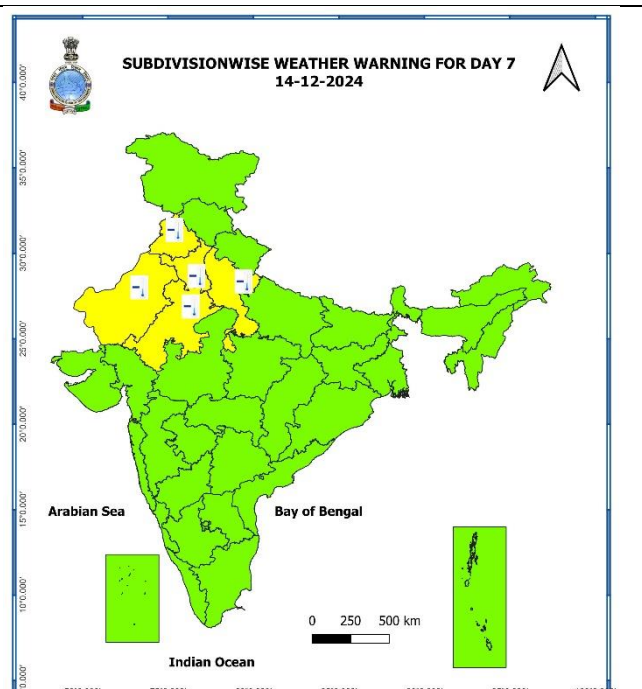 SUBDIVISIONWISE WEATHER WARNING FOR DAY 7
14-12-2024
40°0.000'
35°0.000'
30°0.000'
25°0.000'
20°0.000'
15°0.000'
10°0.000'
Arabian Sea
Bay of Bengal
0 250 500 km
Indian Ocean